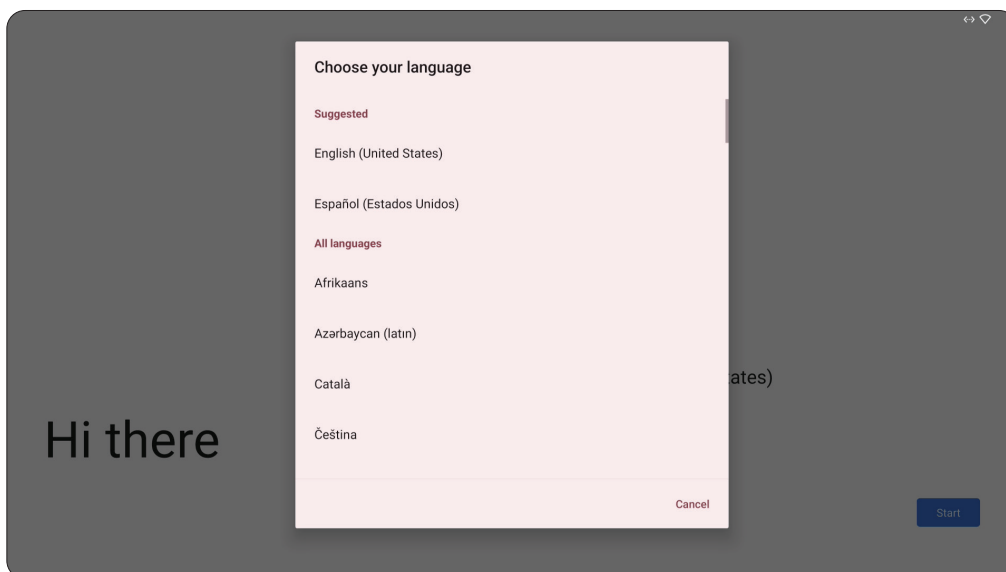 Choose your language
Suggested
English (United States)
Español (Estados Unidos)
All languages
Afrikaans
Azərbaycan (latın)
Català
Čeština
ates)
Hi there
Cancel
Start